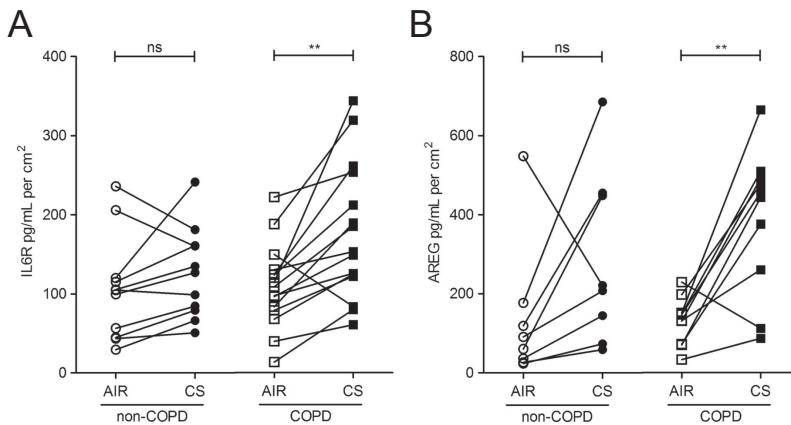 A
IL6R pg/mL per cm²
400
300
200
100
0
ns
**
AIR
CS
AIR
CS
non-COPD
COPD
B
AREG pg/mL per cm²
800
600
400
200
0
ns
**
AIR
CS
AIR
CS
non-COPD
COPD